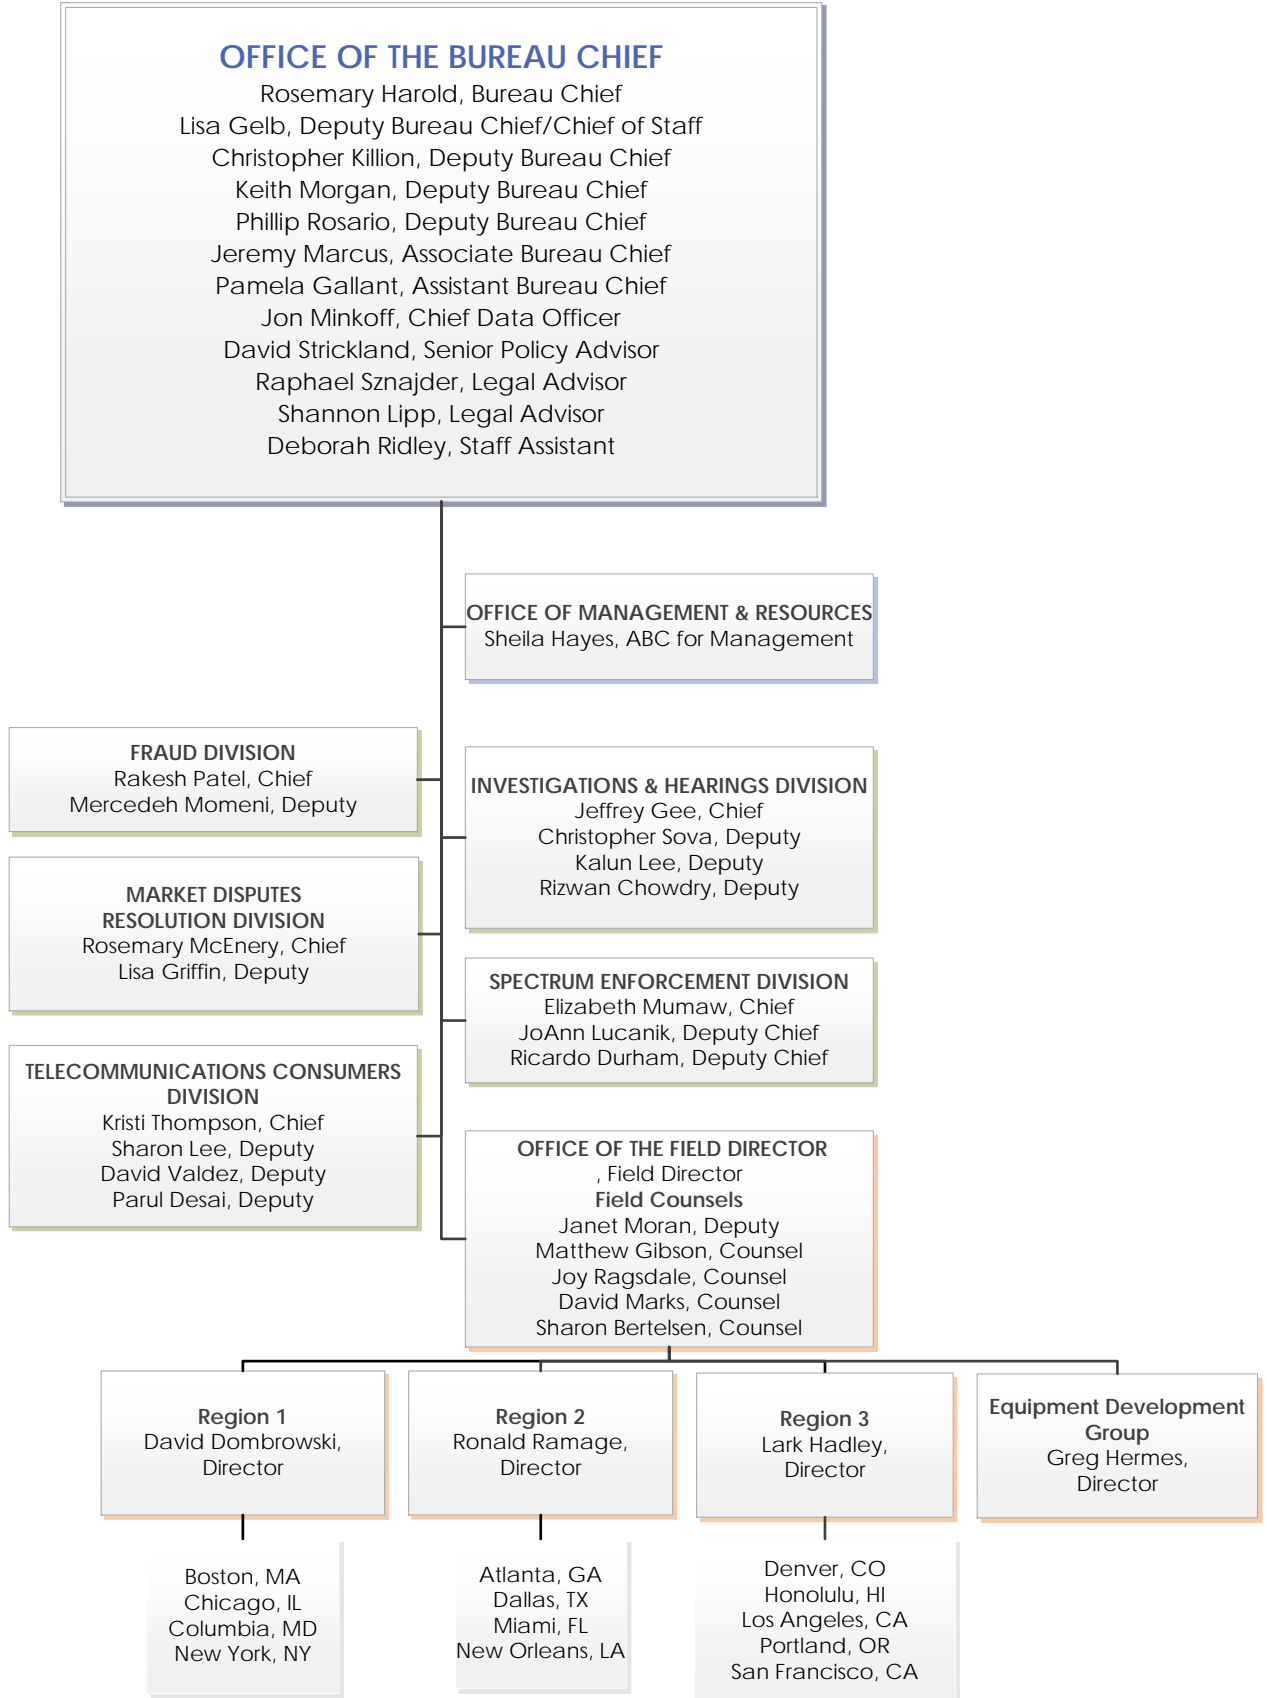 OFFICE OF THE BUREAU CHIEF
Rosemary Harold, Bureau Chief
Lisa Gelb, Deputy Bureau Chief/Chief of Staff
Christopher Killion, Deputy Bureau Chief
Keith Morgan, Deputy Bureau Chief
Phillip Rosario, Deputy Bureau Chief
Jeremy Marcus, Associate Bureau Chief
Pamela Gallant, Assistant Bureau Chief
Jon Minkoff, Chief Data Officer
David Strickland, Senior Policy Advisor
Raphael Sznajder, Legal Advisor
Shannon Lipp, Legal Advisor
Deborah Ridley, Staff Assistant
OFFICE OF MANAGEMENT & RESOURCES
Sheila Hayes, ABC for Management
FRAUD DIVISION
Rakesh Patel, Chief
Mercedeh Momeni, Deputy
INVESTIGATIONS & HEARINGS DIVISION
Jeffrey Gee, Chief
Christopher Sova, Deputy
Kalun Lee, Deputy
Rizwan Chowdry, Deputy
MARKET DISPUTES
RESOLUTION DIVISION
Rosemary McEnery, Chief
Lisa Griffin, Deputy
SPECTRUM ENFORCEMENT DIVISION
Elizabeth Mumaw, Chief
JoAnn Lucanik, Deputy Chief
Ricardo Durham, Deputy Chief
TELECOMMUNICATIONS CONSUMERS
DIVISION
Kristi Thompson, Chief
Sharon Lee, Deputy
David Valdez, Deputy
Parul Desai, Deputy
OFFICE OF THE FIELD DIRECTOR
, Field Director
Field Counsels
Janet Moran, Deputy
Matthew Gibson, Counsel
Joy Ragsdale, Counsel
David Marks, Counsel
Sharon Bertelsen, Counsel
Region 1
David Dombrowski,
Director
Region 2
Ronald Ramage,
Director
Region 3
Lark Hadley,
Director
Equipment Development
Group
Greg Hermes,
Director
Boston, MA
Chicago, IL
Columbia, MD
New York, NY
Atlanta, GA
Dallas, TX
Miami, FL
New Orleans, LA
Denver, CO
Honolulu, HI
Los Angeles, CA
Portland, OR
San Francisco, CA